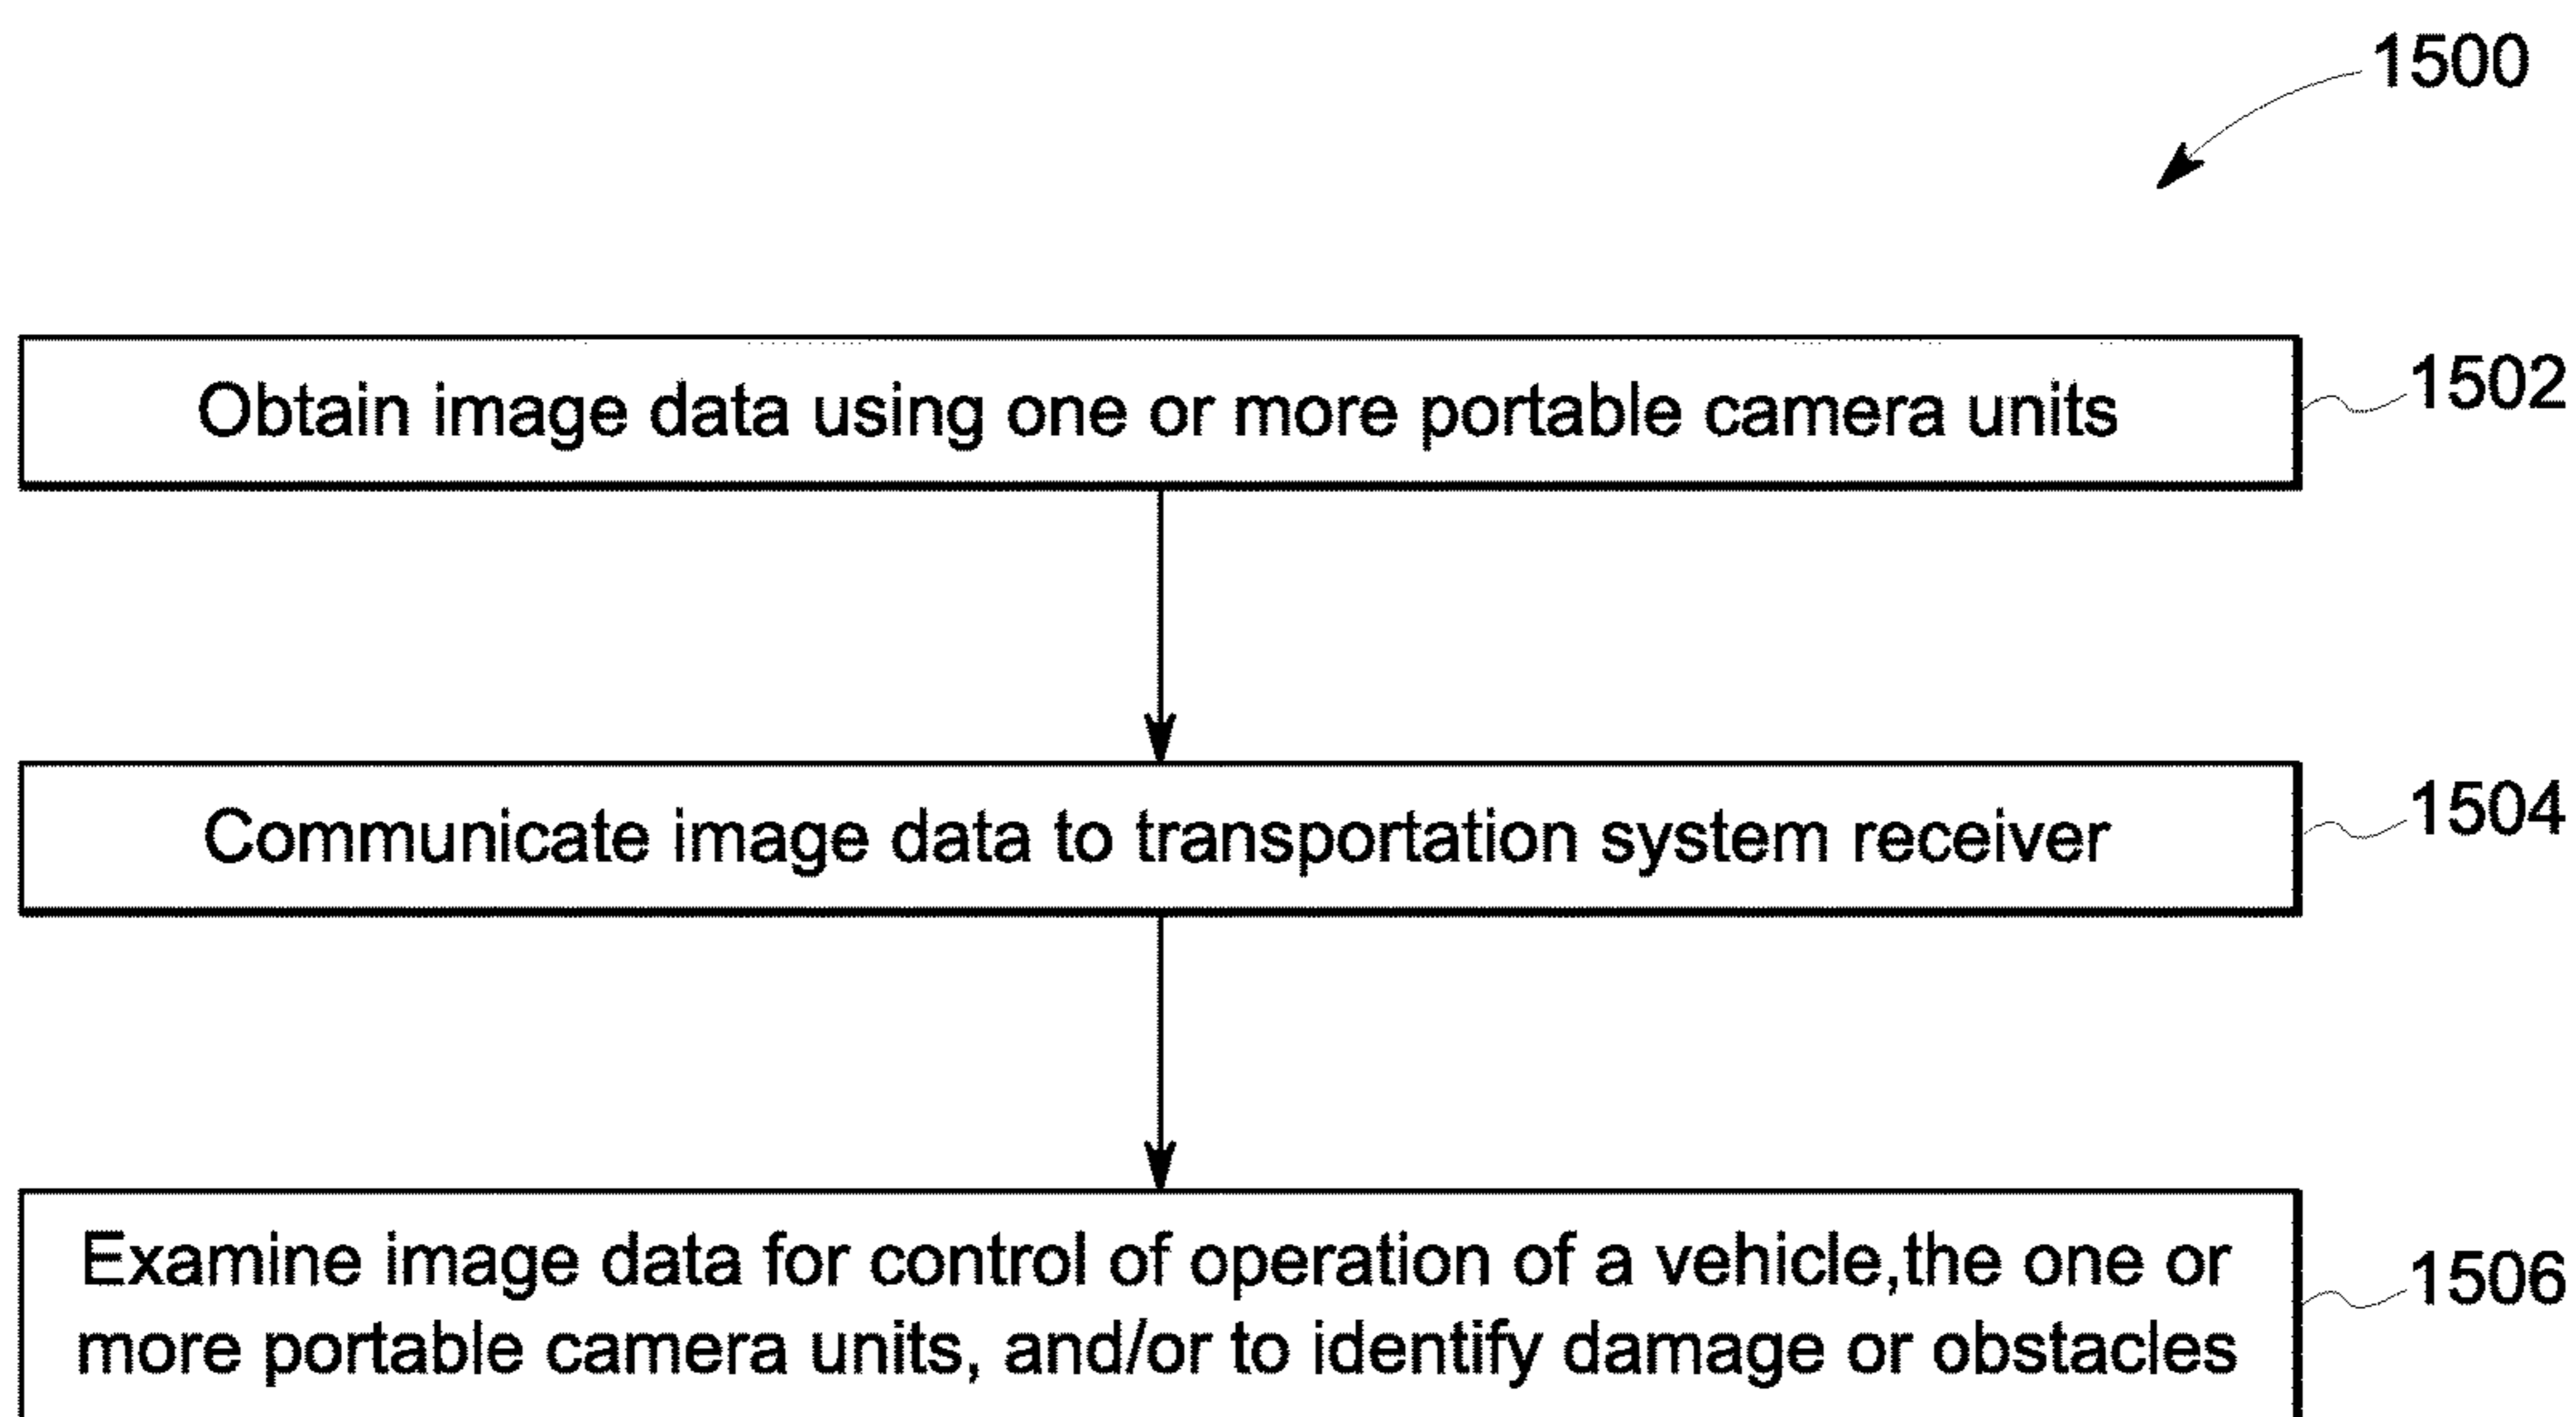 1500
Obtain image data using one or more portable camera units
1502
Communicate image data to transportation system receiver
1504
Examine image data for control of operation of a vehicle,the one or
more portable camera units, and/or to identify damage or obstacles
1506